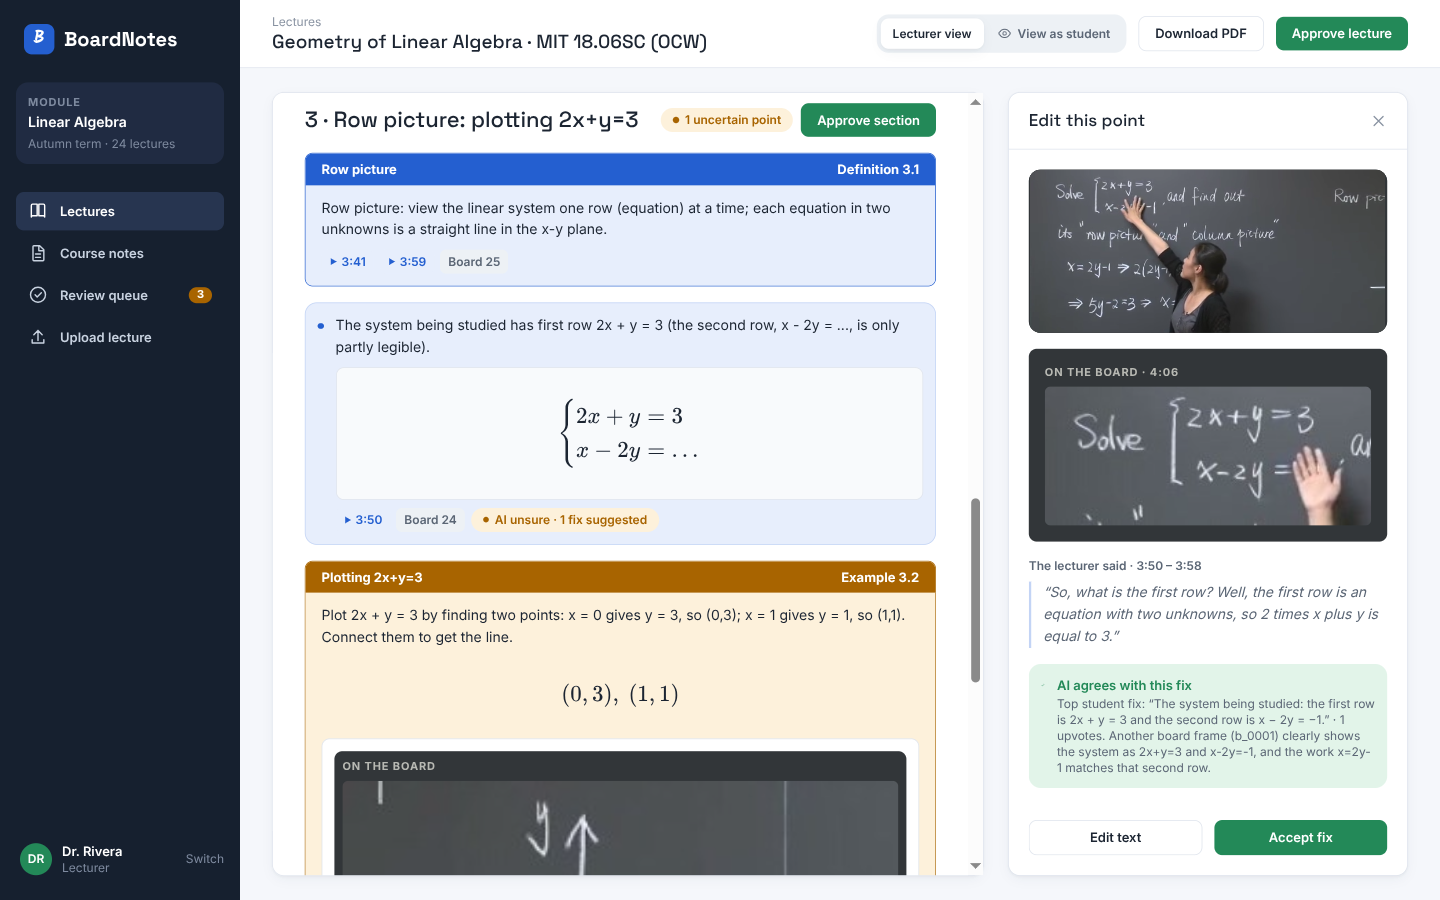 BoardNotes
MODULE
Linear Algebra
Autumn term · 24 lectures
Lectures
Course notes
Review queue 3
Upload lecture
DR Dr. Rivera
Lecturer
Switch
Lectures
Geometry of Linear Algebra · MIT 18.06SC (OCW)
Lecturer view
View as student
Download PDF
Approve lecture
3 · Row picture: plotting 2x+y=3
1 uncertain point
Approve section
Row picture Definition 3.1
Row picture: view the linear system one row (equation) at a time; each equation in two
unknowns is a straight line in the x-y plane.
3:41 3:59 Board 25
The system being studied has first row 2x + y = 3 (the second row, x - 2y = ..., is only
partly legible).
2x + y = 3
x − 2y = . . .
3:50 Board 24 AI unsure · 1 fix suggested
Plotting 2x+y=3 Example 3.2
Plot 2x + y = 3 by finding two points: x = 0 gives y = 3, so (0,3); x = 1 gives y = 1, so (1,1).
Connect them to get the line.
(0, 3), (1, 1)
ON THE BOARD
y
Edit this point
Solve 2x+y=3 , and find out
x-2 -1
Row pic
its "row pictu "and" column picture"
x=2y-1 ⇒ 2(2y-1
⇒ 5y-2=3 ⇒ x=
ON THE BOARD · 4:06
Solve 2x+y=3
x-2y=
The lecturer said · 3:50 – 3:58
“So, what is the first row? Well, the first row is an
equation with two unknowns, so 2 times x plus y is
equal to 3.”
AI agrees with this fix
Top student fix: “The system being studied: the first row
is 2x + y = 3 and the second row is x − 2y = −1.” · 1
upvotes. Another board frame (b_0001) clearly shows
the system as 2x+y=3 and x-2y=-1, and the work x=2y-
1 matches that second row.
Edit text
Accept fix